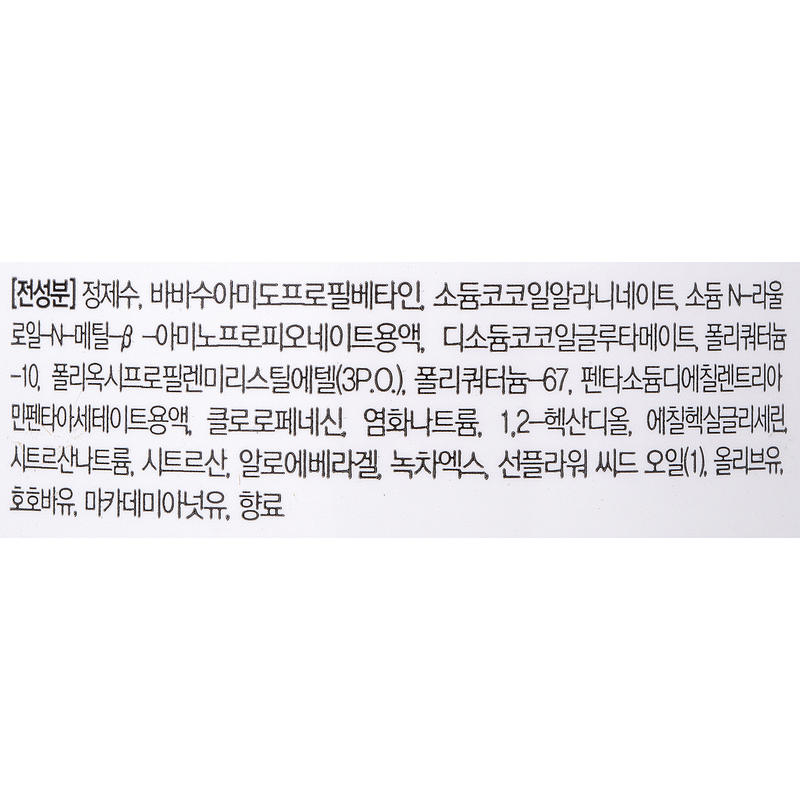 [전성분] 정제수, 바바수아미도프로필베타인, 소듐코코일알라니네이트, 소듐 N-라울
로일-N-메틸-β -아미노프로피오네이트용액, 디소듐코코일글루타메이트, 폴리쿼터늄
-10, 폴리옥시프로필렌미리스틸에텔(3P.O.), 폴리쿼터늄-67, 펜타소듐디에칠렌트리아
민펜타아세테이트용액, 클로로페네신, 염화나트륨, 1,2-헥산디올, 에칠헥실글리세린,
시트르산나트륨, 시트르산, 알로에베라겔, 녹차엑스, 선플라워 씨드 오일(1), 올리브유,
호호바유, 마카데미아넛유, 향료